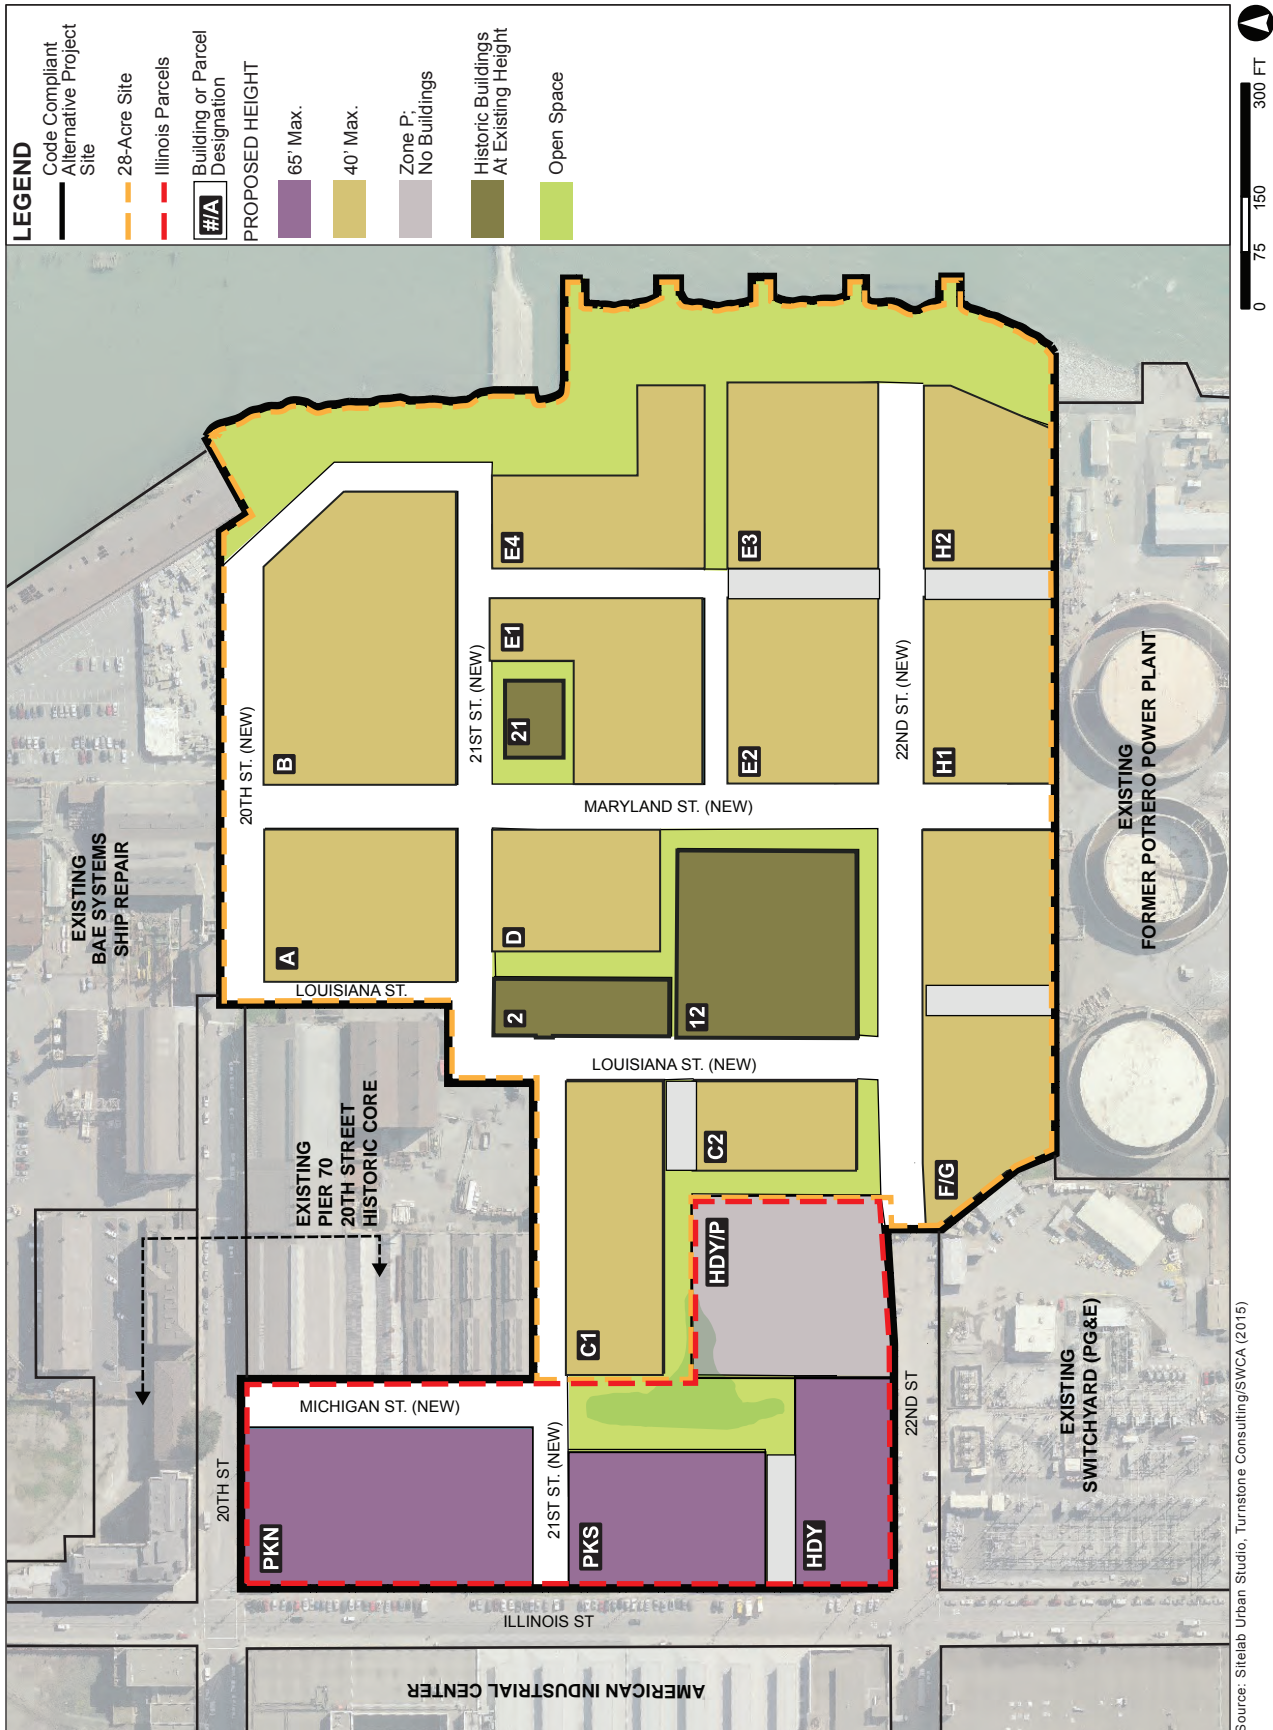 LEGEND
Code Compliant
Alternative Project
Site
28-Acre Site
Illinois Parcels
#/A
Building or Parcel
Designation
PROPOSED HEIGHT
65' Max.
40' Max.
Zone P;
No Buildings
Historic Buildings
At Existing Height
Open Space
EXISTING
BAE SYSTEMS
SHIP REPAIR
20TH ST
20TH ST. (NEW)
EXISTING
PIER 70
20TH STREET
HISTORIC CORE
LOUISIANA ST.
MICHIGAN ST. (NEW)
PKN
A
B
21ST ST. (NEW)
21ST ST. (NEW)
ILLINOIS ST
AMERICAN INDUSTRIAL CENTER
PKS
C1
2
D
21
E1
E4
LOUISIANA ST. (NEW)
MARYLAND ST. (NEW)
HDY
HDY/P
C2
12
E2
E3
22ND ST
22ND ST. (NEW)
F/G
H1
H2
EXISTING
SWITCHYARD (PG&E)
EXISTING
FORMER POTRERO POWER PLANT
0
75
150
300 FT
Source: Sitelab Urban Studio, Turnstone Consulting/SWCA (2015)